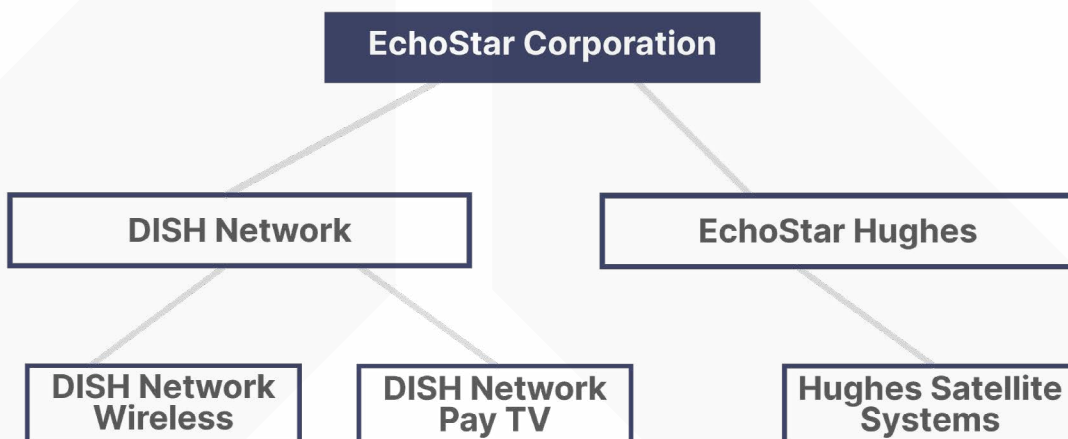 EchoStar Corporation
DISH Network
EchoStar Hughes
DISH Network
Wireless
DISH Network
Pay TV
Hughes Satellite
Systems